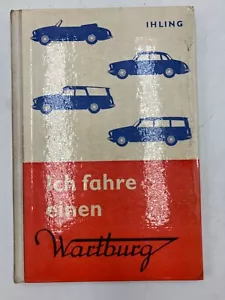 IHLING
Ich fahre
einen
Wartburg